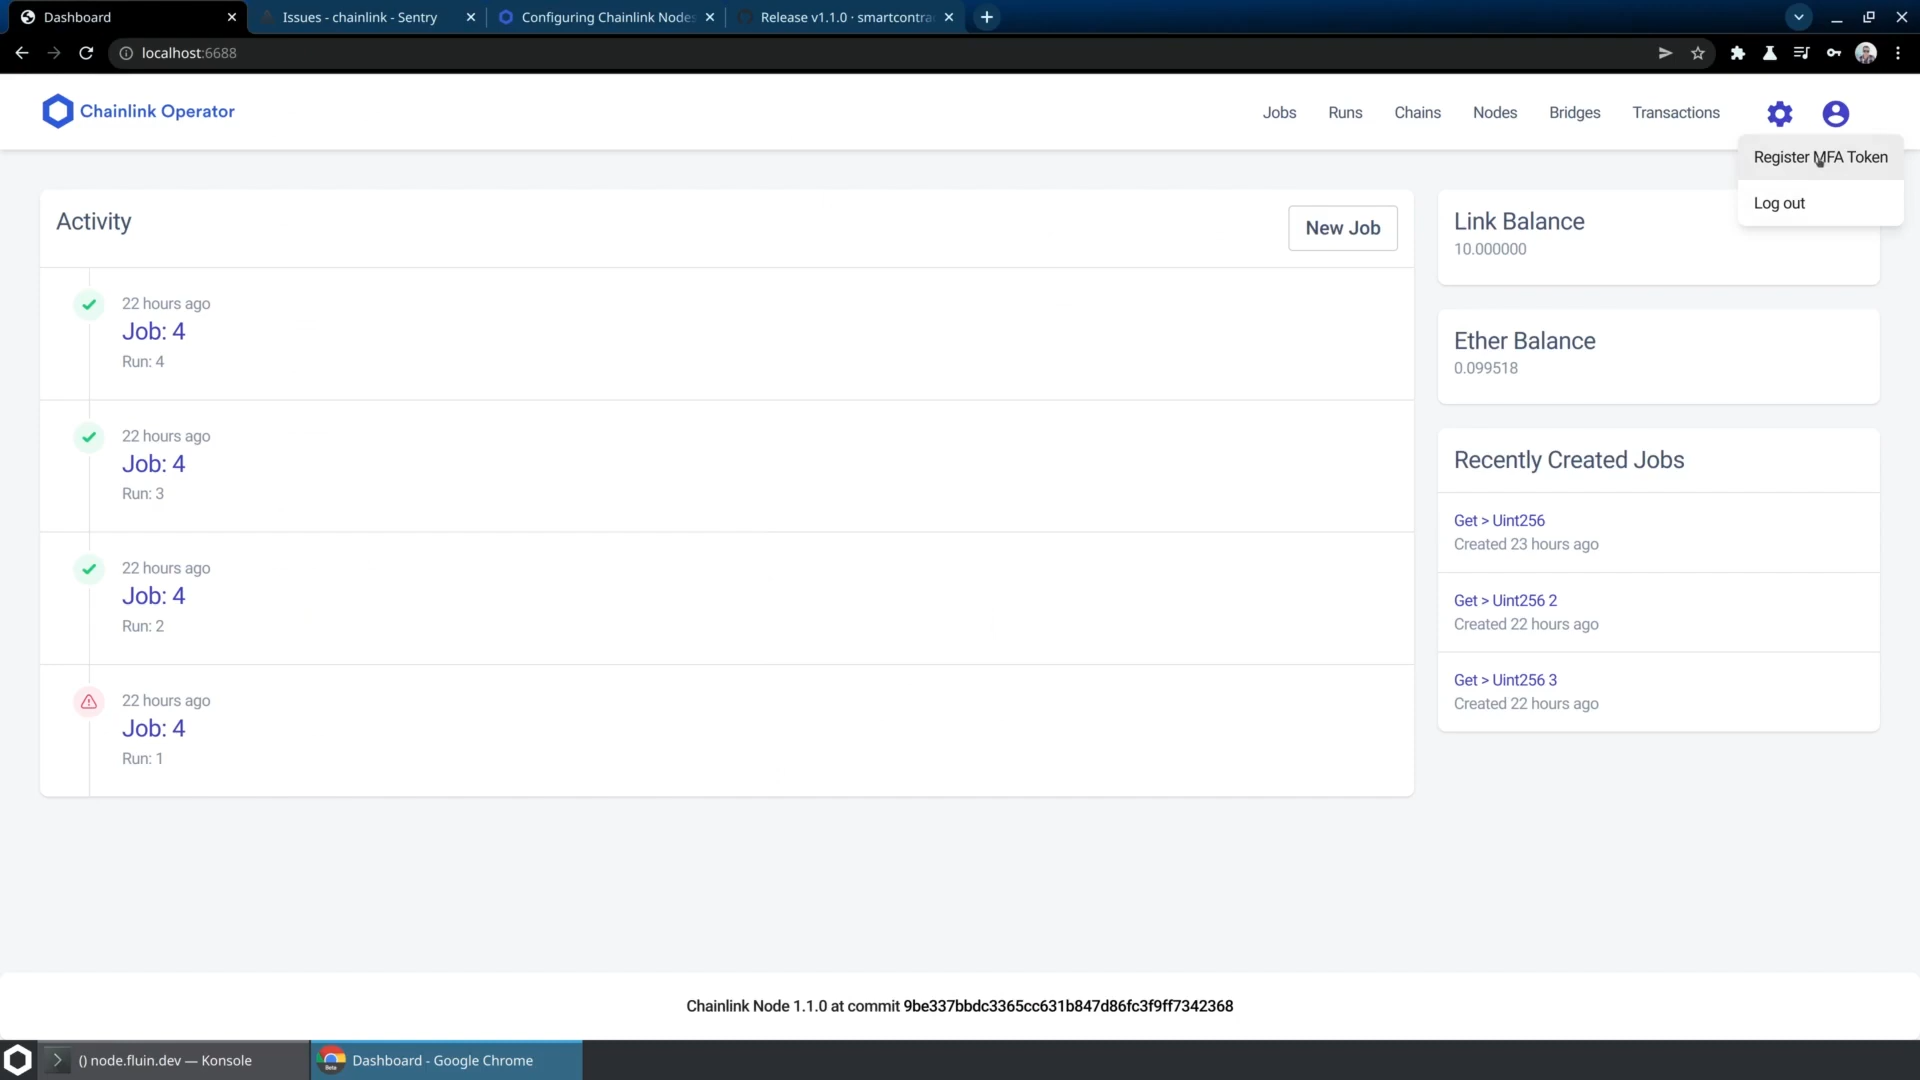 Dashboard
Issues - chainlink - Sentry
Configuring Chainlink Nodes
Release v1.1.0 · smartcontra
localhost:6688
Chainlink Operator
Jobs
Runs
Chains
Nodes
Bridges
Transactions
Register MFA Token
Log out
Activity
New Job
22 hours ago
Job: 4
Run: 4
22 hours ago
Job: 4
Run: 3
22 hours ago
Job: 4
Run: 2
22 hours ago
Job: 4
Run: 1
Link Balance
10.000000
Ether Balance
0.099518
Recently Created Jobs
Get > Uint256
Created 23 hours ago
Get > Uint256 2
Created 22 hours ago
Get > Uint256 3
Created 22 hours ago
Chainlink Node 1.1.0 at commit 9be337bbdc3365cc631b847d86fc3f9ff7342368
() node.fluin.dev — Konsole
Beta
Dashboard - Google Chrome